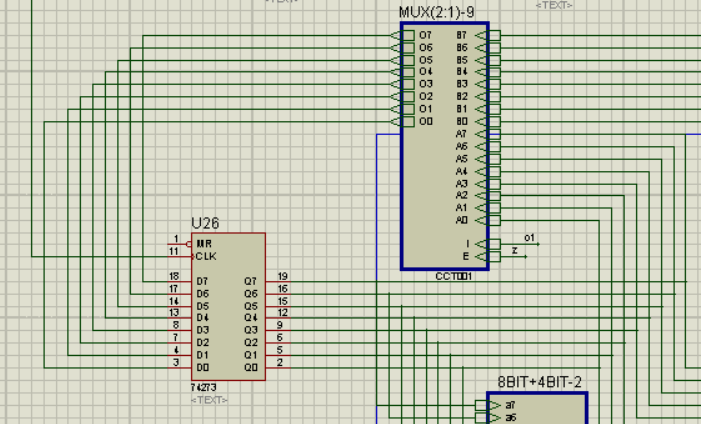 <TEXT>
<TEXT>
MUX(2:1)-9
O7 B7
O6 B6
O5 B5
O4 B4
O3 B3
O2 B2
O1 B1
O0 B0
A7
A6
A5
A4
A3
A2
A1
A0
I o1
E z
CCT001
U26
1 MR
11 CLK
18 D7 Q7 19
17 D6 Q6 16
14 D5 Q5 15
13 D4 Q4 12
8 D3 Q3 9
7 D2 Q2 6
4 D1 Q1 5
3 D0 Q0 2
74273
<TEXT>
8BIT+4BIT-2
a7
a6